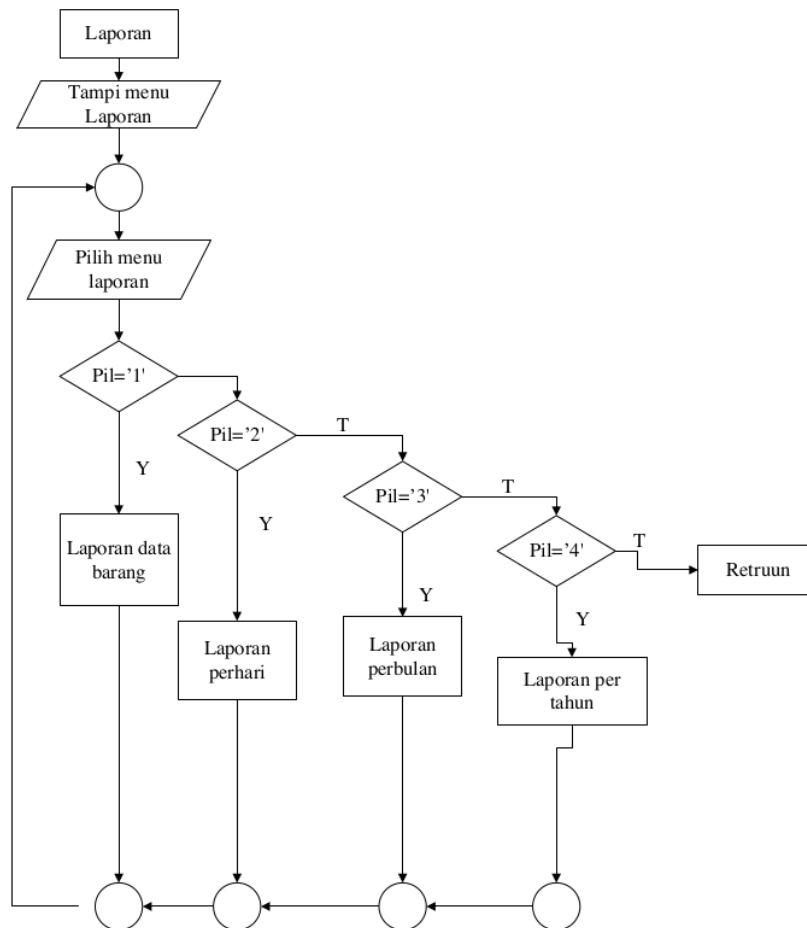 Laporan
Tampi menu
Laporan
Pilih menu
laporan
Pil=’1'
Y
Laporan data
barang
Pil=’2'
T
Y
Laporan
perhari
Pil=’3'
T
Y
Laporan
perbulan
Pil=’4'
T
Y
Laporan per
tahun
Retruun